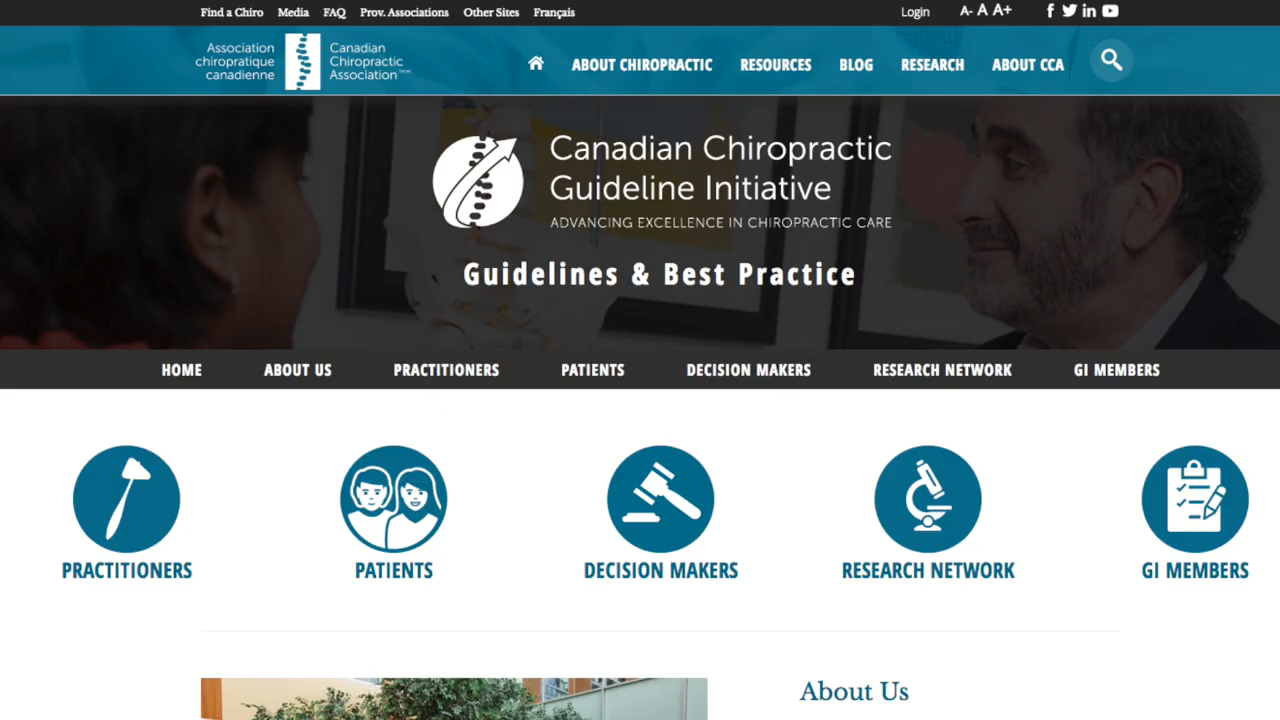 Find a Chiro Media FAQ Prov. Associations Other Sites Français Login A- A A+
Association
chiropratique
canadienne
Canadian
Chiropractic
Association
ABOUT CHIROPRACTIC RESOURCES BLOG RESEARCH ABOUT CCA
Canadian Chiropractic
Guideline Initiative
ADVANCING EXCELLENCE IN CHIROPRACTIC CARE
Guidelines & Best Practice
HOME ABOUT US PRACTITIONERS PATIENTS DECISION MAKERS RESEARCH NETWORK GI MEMBERS
PRACTITIONERS PATIENTS DECISION MAKERS RESEARCH NETWORK GI MEMBERS
About Us